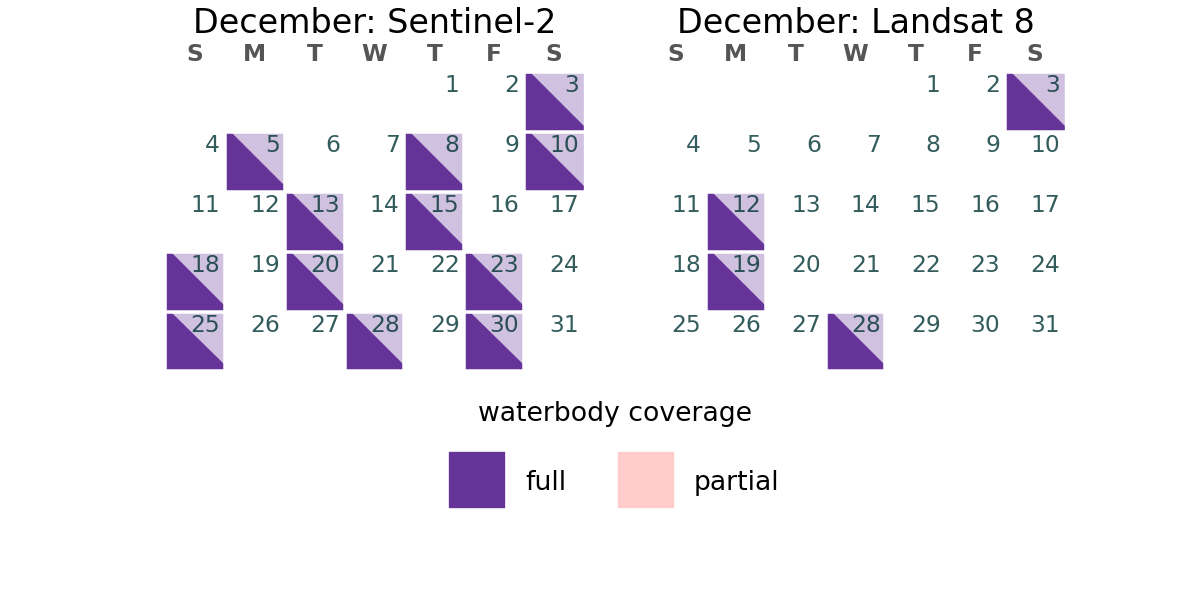 December: Sentinel-2
S M T W T F S
1 2 3
4 5 6 7 8 9 10
11 12 13 14 15 16 17
18 19 20 21 22 23 24
25 26 27 28 29 30 31
December: Landsat 8
S M T W T F S
1 2 3
4 5 6 7 8 9 10
11 12 13 14 15 16 17
18 19 20 21 22 23 24
25 26 27 28 29 30 31
waterbody coverage
full
partial